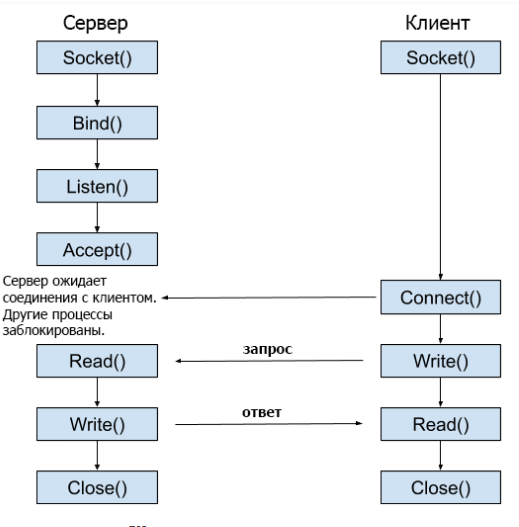 Сервер
Клиент
Socket()
Socket()
Bind()
Listen()
Accept()
Сервер ожидает
соединения с клиентом.
Другие процессы
заблокированы.
Connect()
Read()
запрос
Write()
Write()
ответ
Read()
Close()
Close()